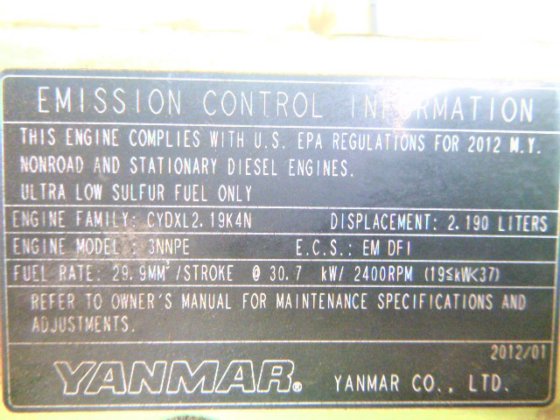 EMISSION CONTROL INFORMATION
THIS ENGINE COMPLIES WITH U.S. EPA REGULATIONS FOR 2012 M.Y.
NONROAD AND STATIONARY DIESEL ENGINES.
ULTRA LOW SULFUR FUEL ONLY
ENGINE FAMILY: CYDXL2.19K4N DISPLACEMENT: 2.190 LITERS
ENGINE MODEL: 3NNPE E.C.S.: EM DFI
FUEL RATE: 29.9MM³/STROKE @ 30.7 kW/ 2400RPM (19≤kW<37)
REFER TO OWNER'S MANUAL FOR MAINTENANCE SPECIFICATIONS AND
ADJUSTMENTS.
2012/01
YANMAR® YANMAR CO., LTD.